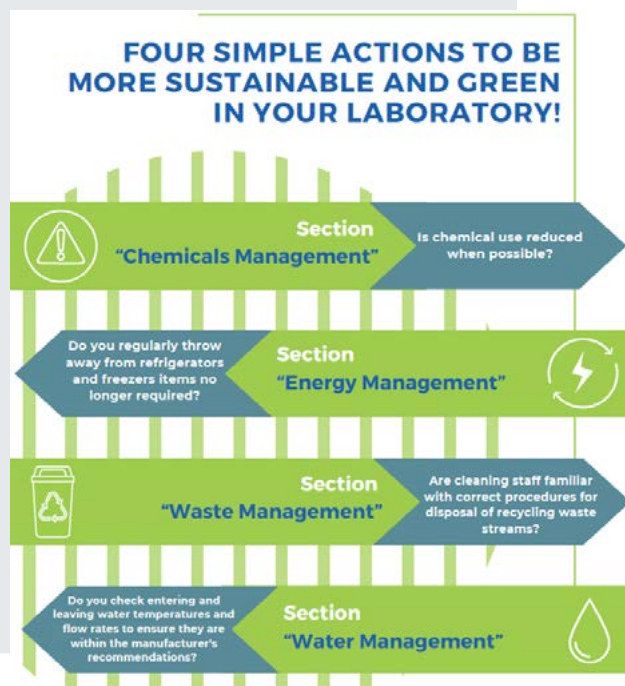 FOUR SIMPLE ACTIONS TO BE
MORE SUSTAINABLE AND GREEN
IN YOUR LABORATORY!
Section
“Chemicals Management”
Is chemical use reduced
when possible?
Do you regularly throw
away from refrigerators
and freezers items no
longer required?
Section
“Energy Management”
Section
“Waste Management”
Are cleaning staff familiar
with correct procedures for
disposal of recycling waste
streams?
Do you check entering and
leaving water temperatures and
flow rates to ensure they are
within the manufacturer's
recommendations?
Section
“Water Management”